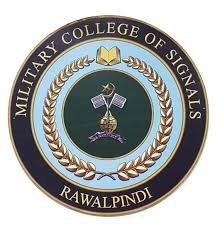 MILITARY COLLEGE OF SIGNALS
RAWALPINDI